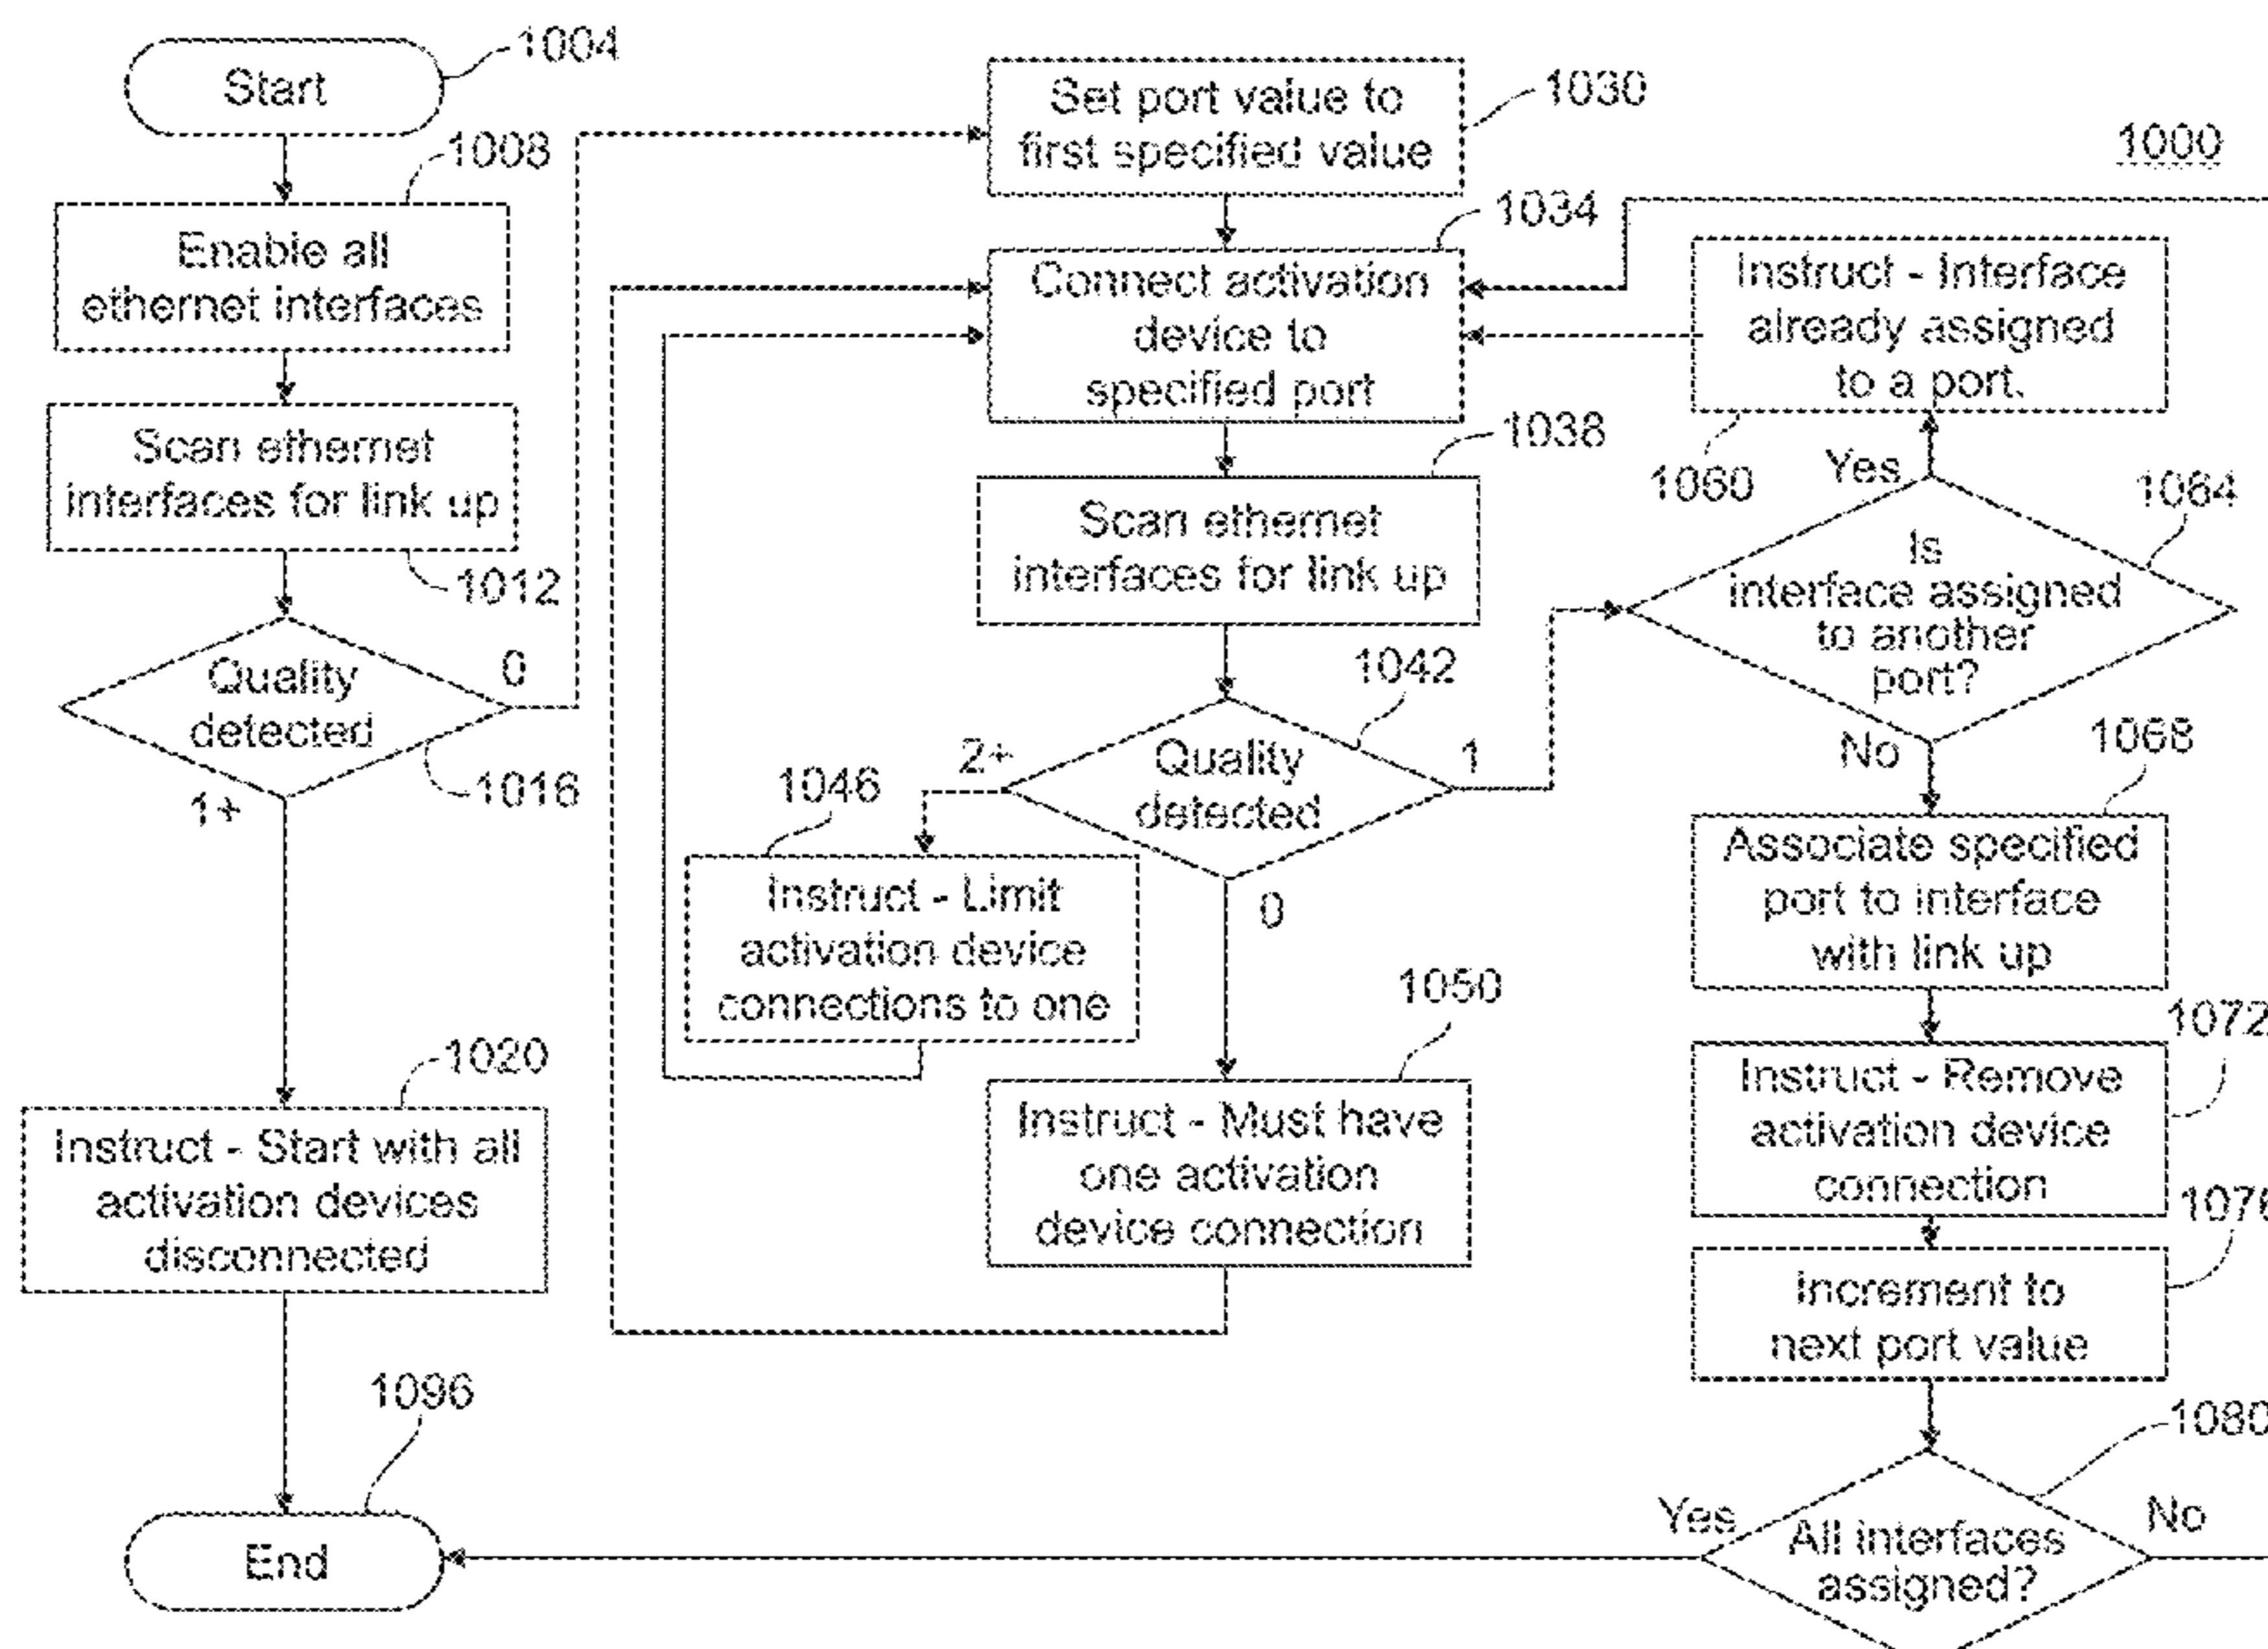 Start
1004
1008
Enable all
ethernet interfaces
Scan ethernet
interfaces for link up
1012
Quality
detected
0
1+
1016
1020
Instruct - Start with all
activation devices
disconnected
1096
End
Set port value to
first specified value
1030
1034
Connect activation
device to
specified port
1038
Scan ethernet
interfaces for link up
1042
2+
Quality
detected
1
0
1046
Instruct - Limit
activation device
connections to one
1050
Instruct - Must have
one activation
device connection
1000
Instruct - Interface
already assigned
to a port.
1060
Yes
1064
Is
interface assigned
to another
port?
No
1068
Associate specified
port to interface
with link up
1072
Instruct - Remove
activation device
connection
Increment to
next port value
1080
Yes
No
All interfaces
assigned?